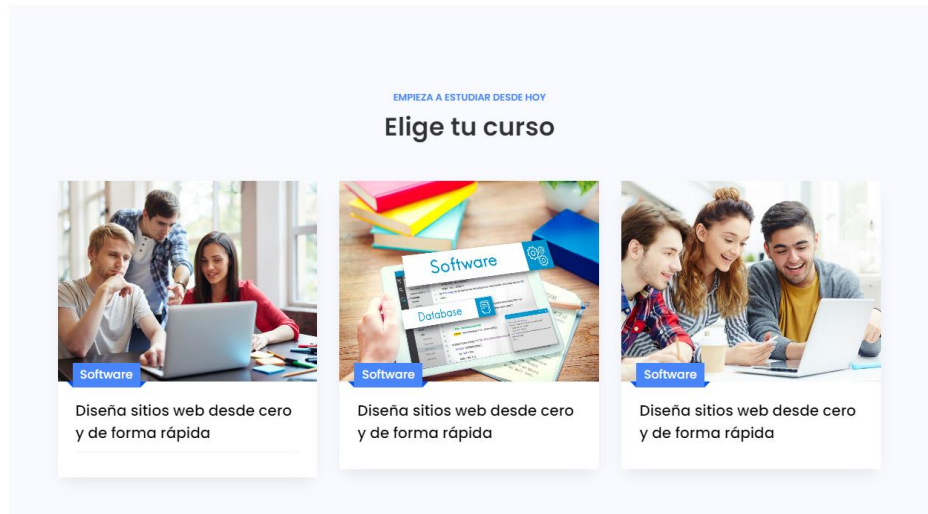 EMPIEZA A ESTUDIAR DESDE HOY
Elige tu curso
Software
Database
Software
Software
Software
Diseña sitios web desde cero
y de forma rápida
Diseña sitios web desde cero
y de forma rápida
Diseña sitios web desde cero
y de forma rápida